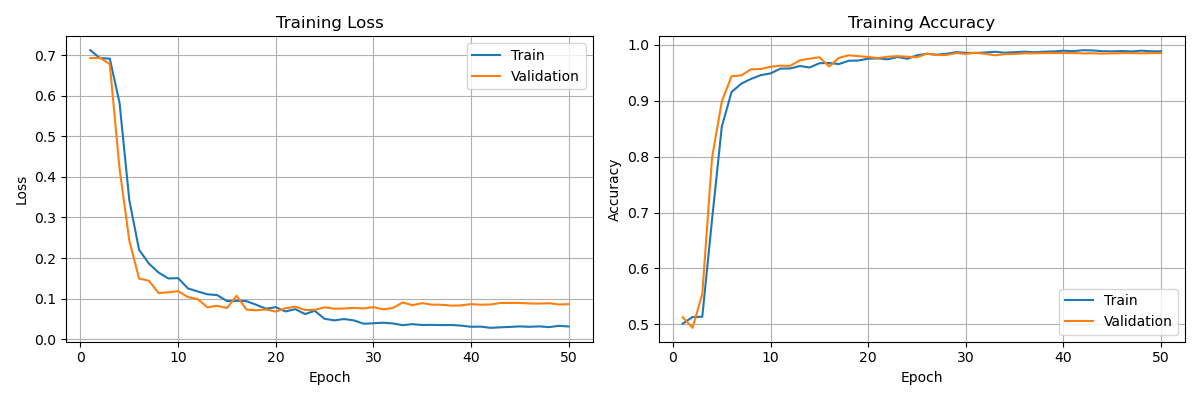 Training Loss
Train
Validation
0.7
0.6
0.5
0.4
0.3
0.2
0.1
0.0
0 10 20 30 40 50
Loss
Epoch
Training Accuracy
1.0
0.9
0.8
0.7
0.6
0.5
Train
Validation
0 10 20 30 40 50
Accuracy
Epoch